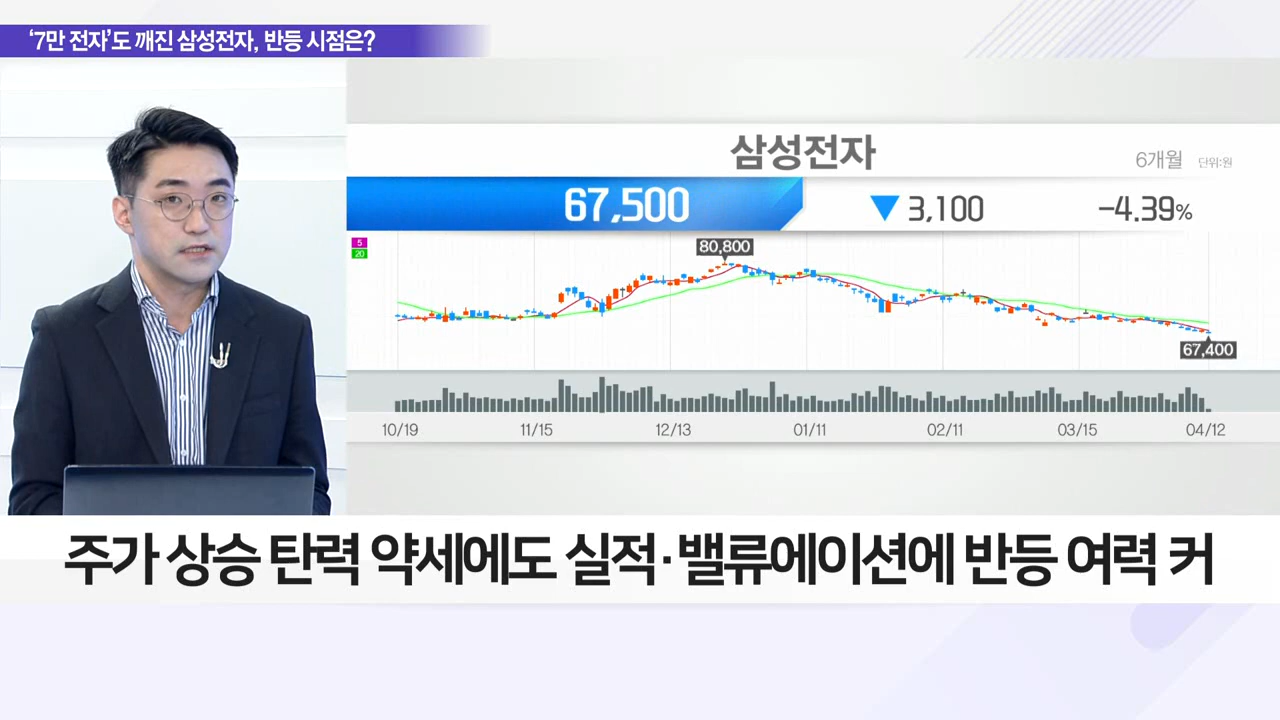 ‘7만 전자’도 깨진 삼성전자, 반등 시점은?
삼성전자
6개월 단위:원
67,500 ▼ 3,100 -4.39%
5
20
80,800
67,400
10/19 11/15 12/13 01/11 02/11 03/15 04/12
주가 상승 탄력 약세에도 실적·밸류에이션에 반등 여력 커